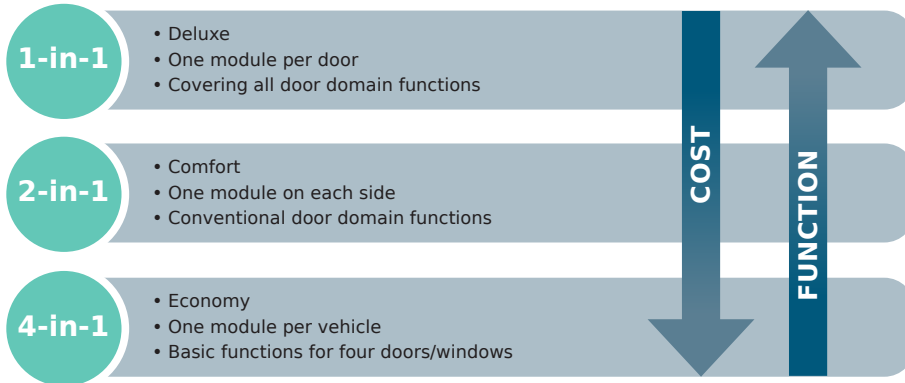 1-in-1
• Deluxe
• One module per door
• Covering all door domain functions
2-in-1
• Comfort
• One module on each side
• Conventional door domain functions
4-in-1
• Economy
• One module per vehicle
• Basic functions for four doors/windows
COST
FUNCTION